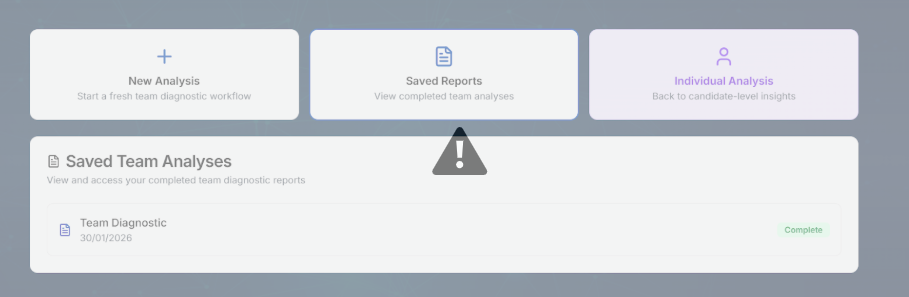 New Analysis
Start a fresh team diagnostic workflow
Saved Reports
View completed team analyses
Individual Analysis
Back to candidate-level insights
Saved Team Analyses
View and access your completed team diagnostic reports
Team Diagnostic
30/01/2026
Complete